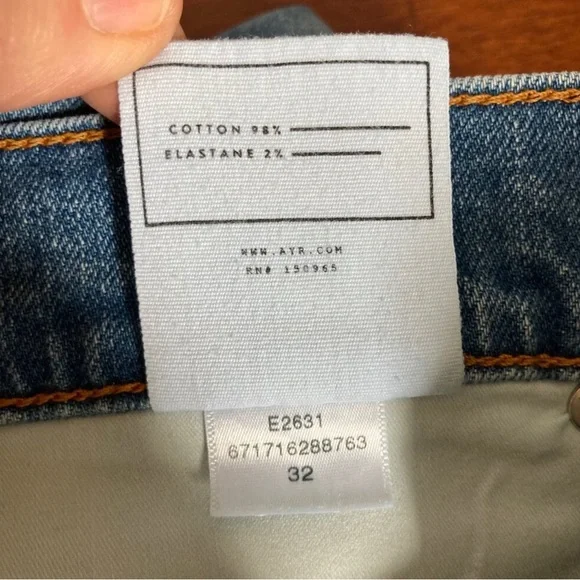 COTTON 98%
ELASTANE 2%
WWW.AYR.COM
RN# 150965
E2631
671716288763
32